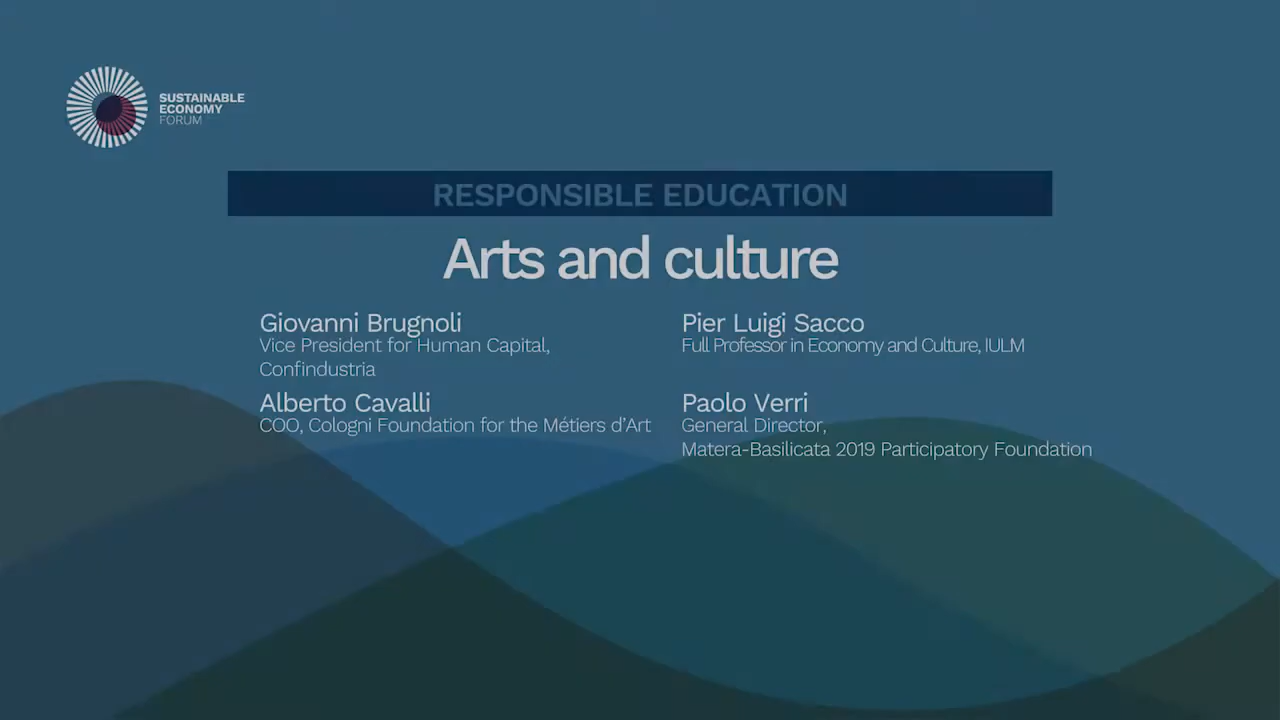 SUSTAINABLE
ECONOMY
FORUM
RESPONSIBLE EDUCATION
Arts and culture
Giovanni Brugnoli
Vice President for Human Capital,
Confindustria
Alberto Cavalli
COO, Cologni Foundation for the Métiers d'Art
Pier Luigi Sacco
Full Professor in Economy and Culture, IULM
Paolo Verri
General Director,
Matera-Basilicata 2019 Participatory Foundation